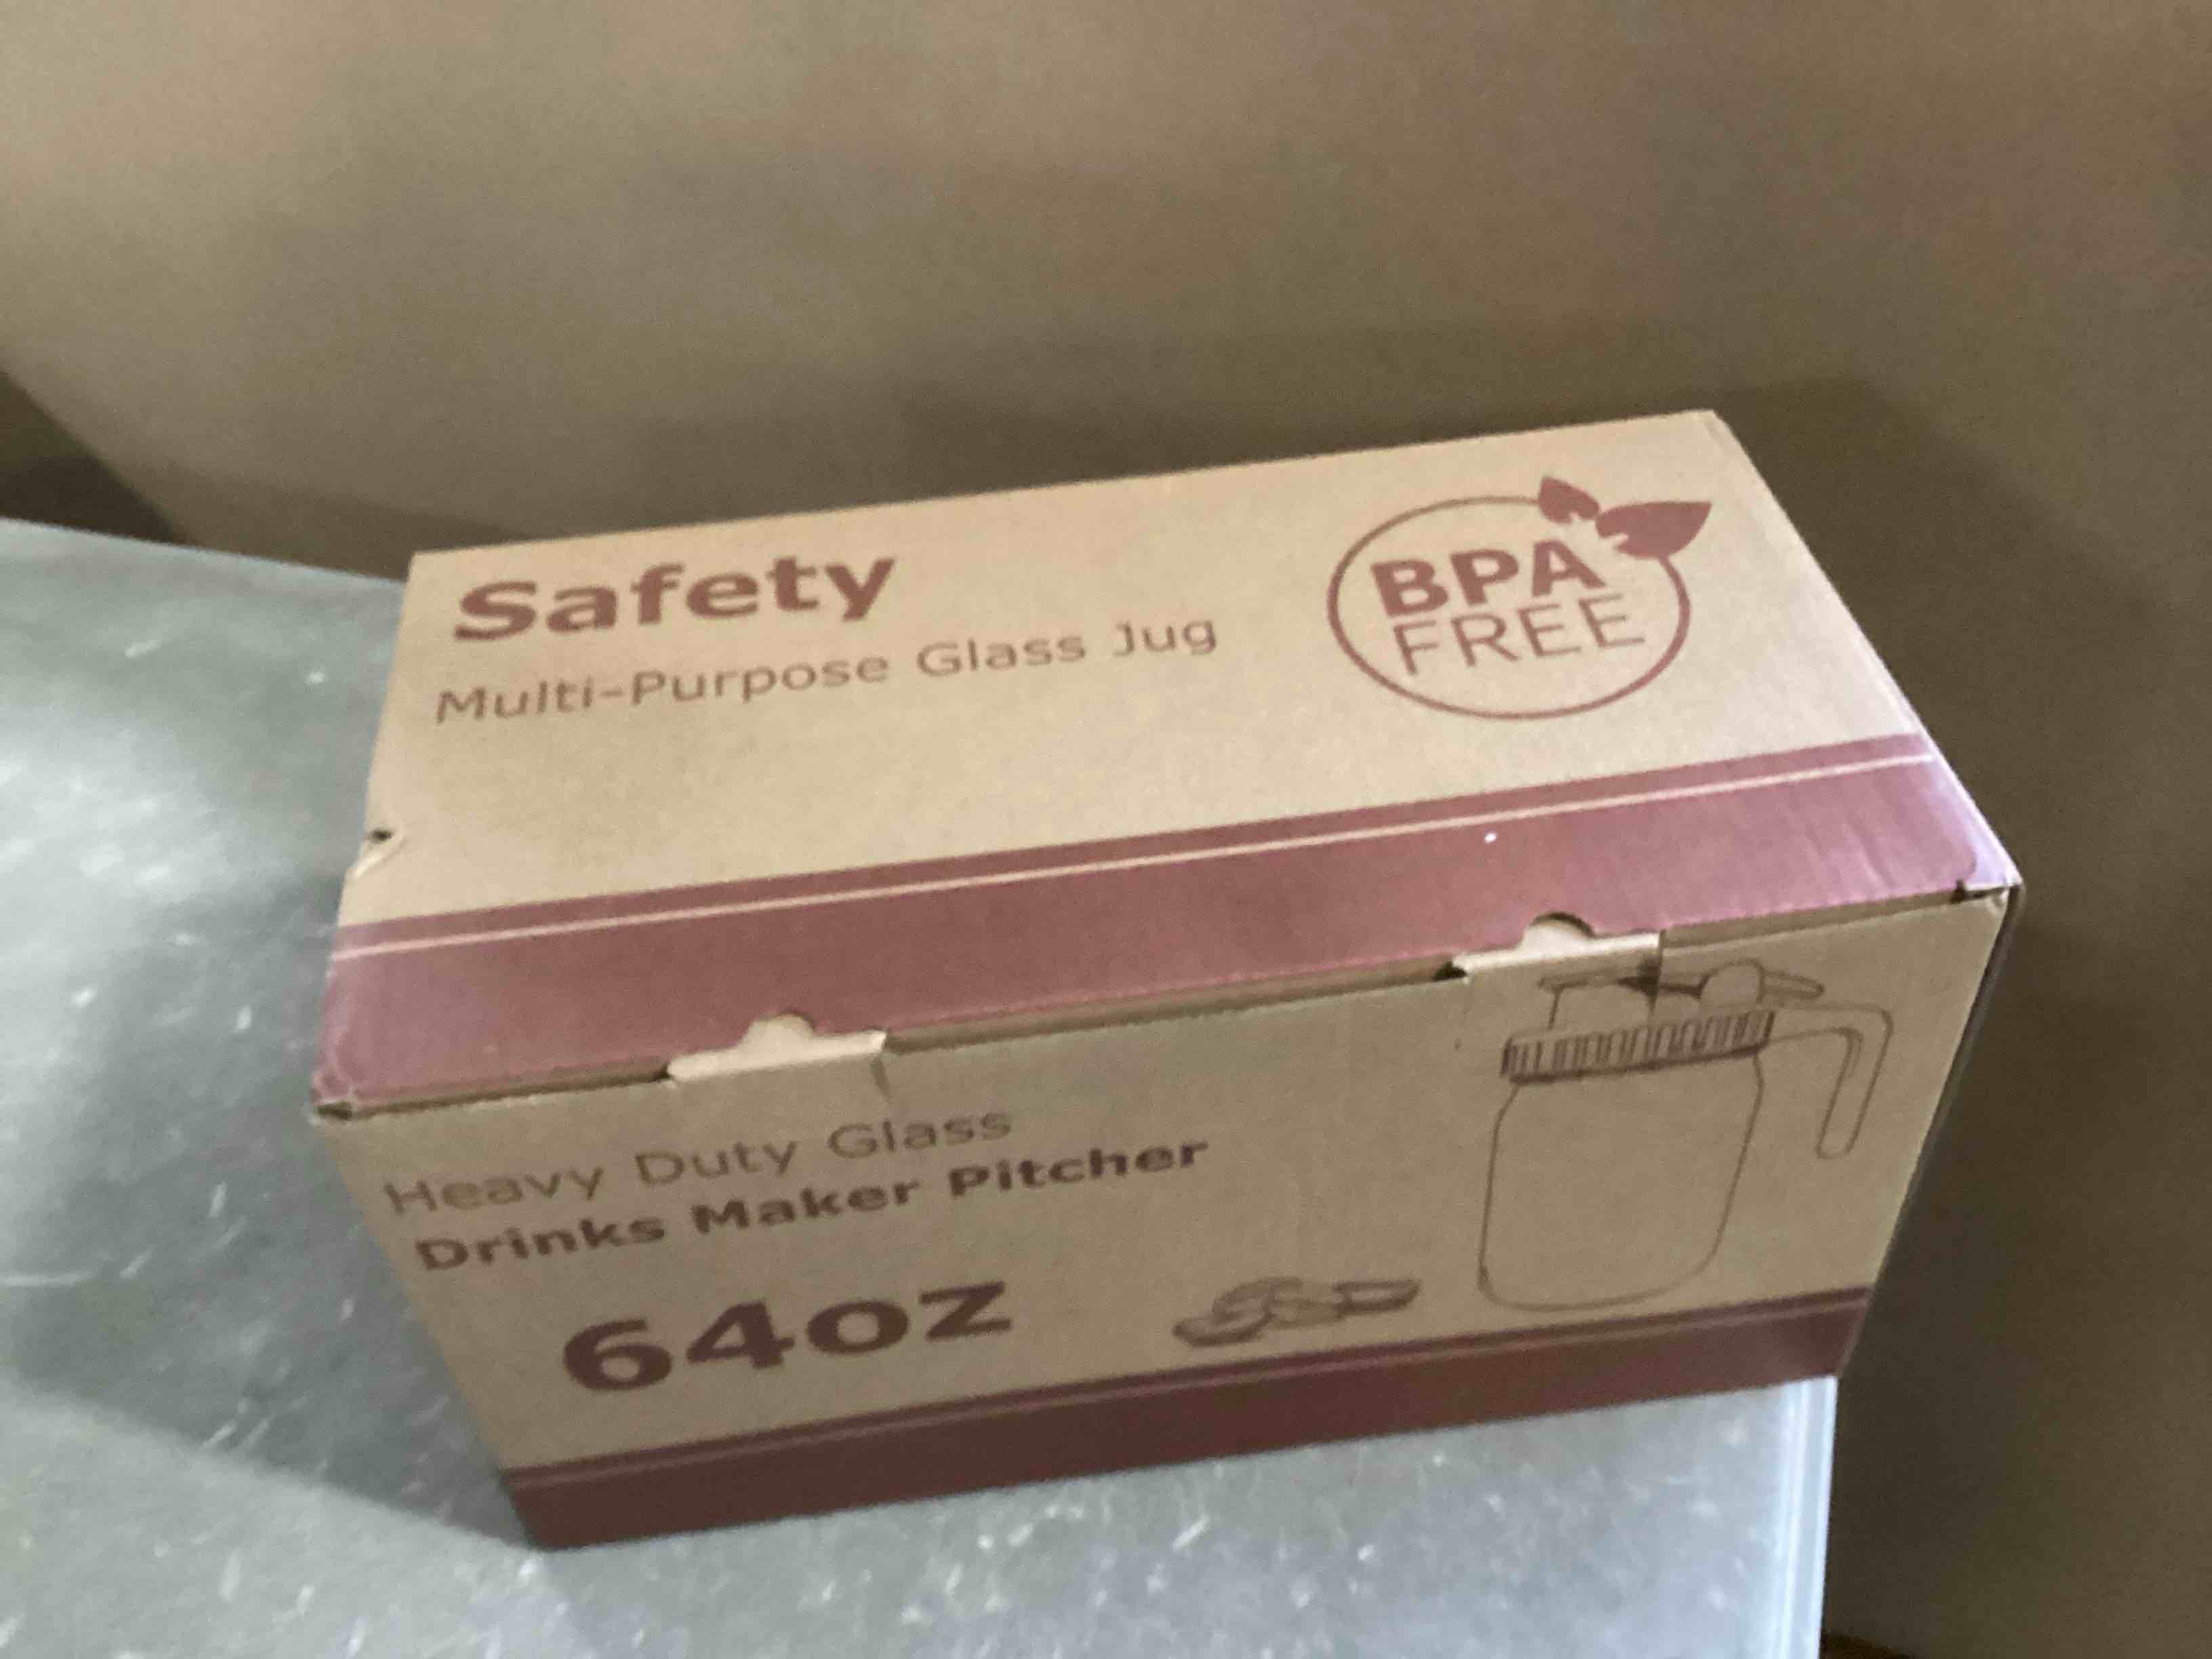 Safety
Multi-Purpose Glass Jug
BPA
FREE
Heavy Duty Glass
Drinks Maker Pitcher
64oz